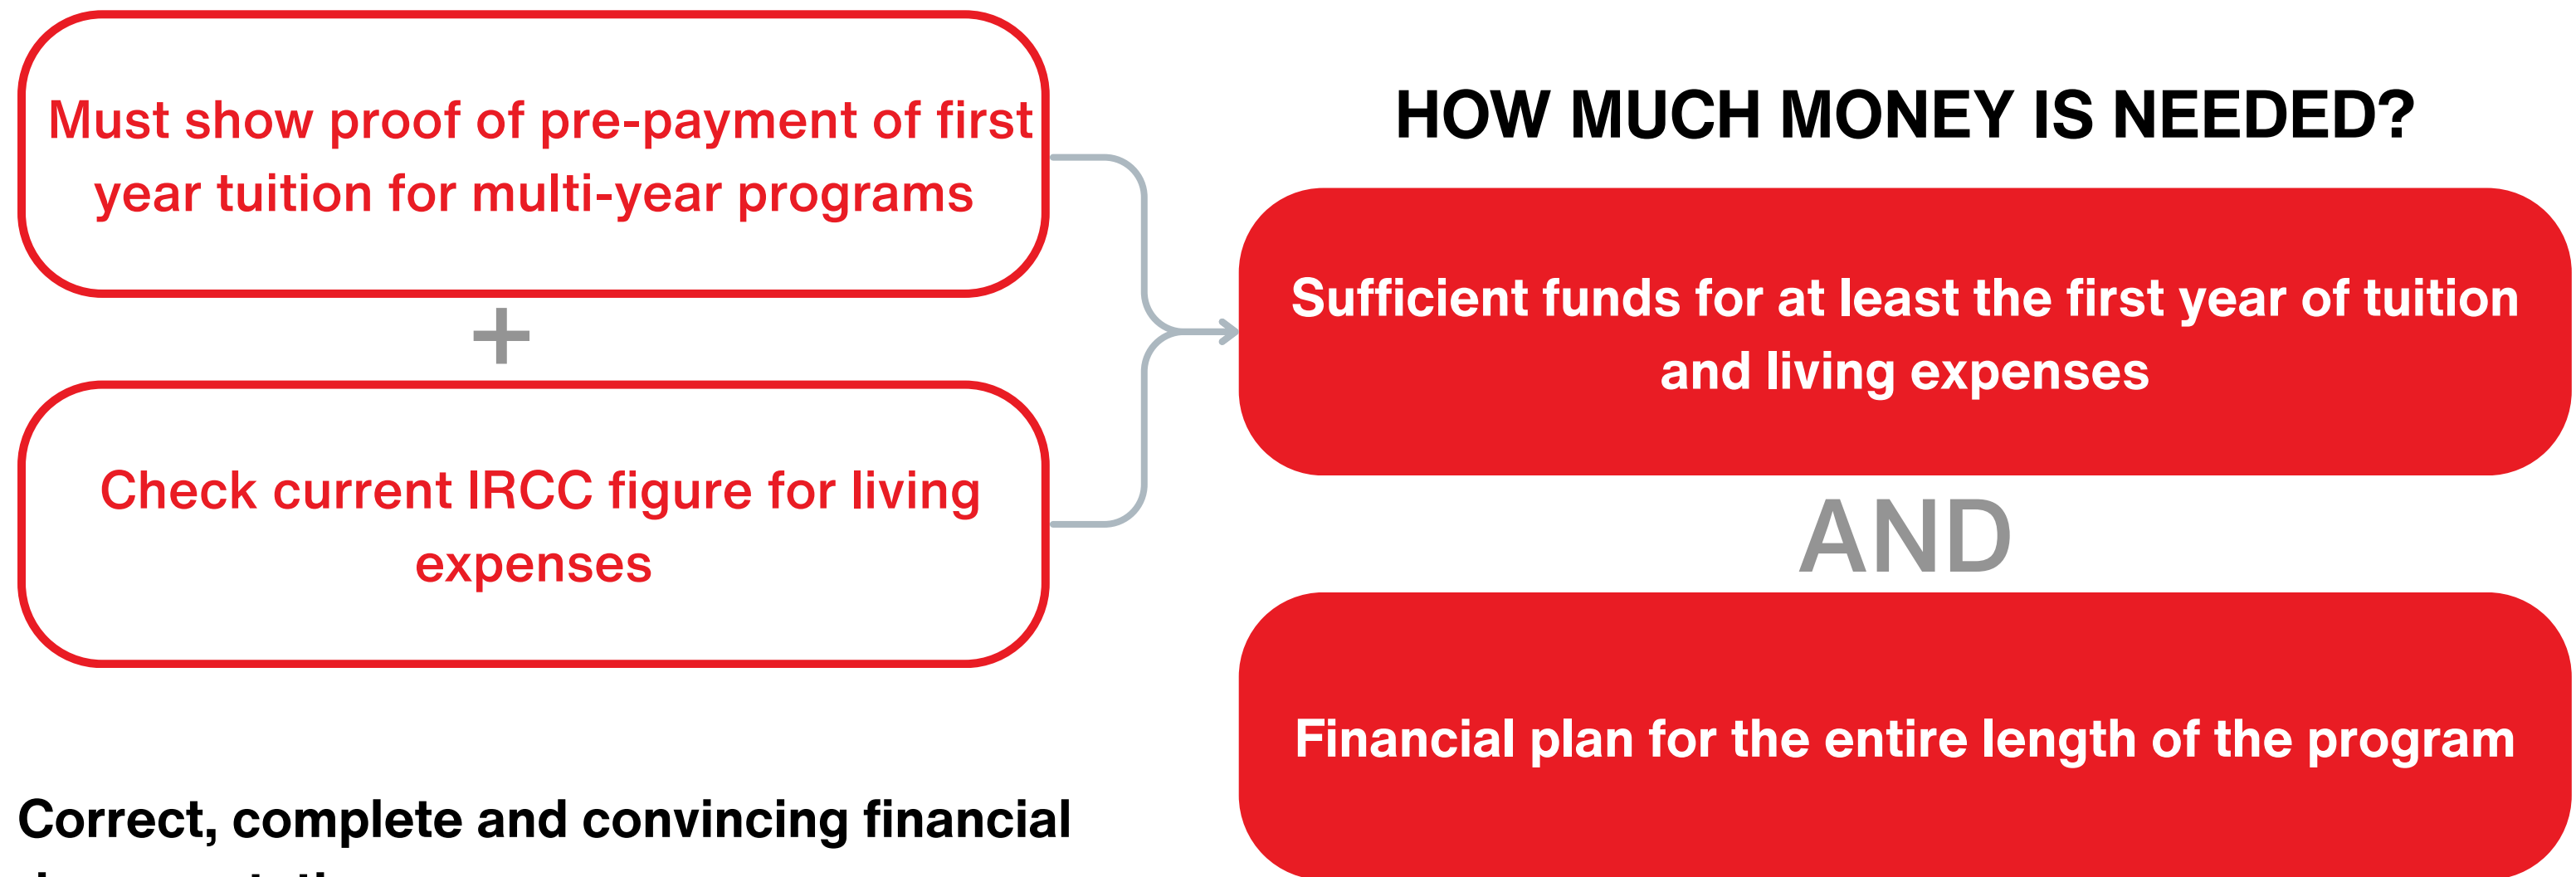 Must show proof of pre-payment of first
year tuition for multi-year programs
+
Check current IRCC figure for living
expenses
Correct, complete and convincing financial
HOW MUCH MONEY IS NEEDED?
Sufficient funds for at least the first year of tuition
and living expenses
AND
Financial plan for the entire length of the program